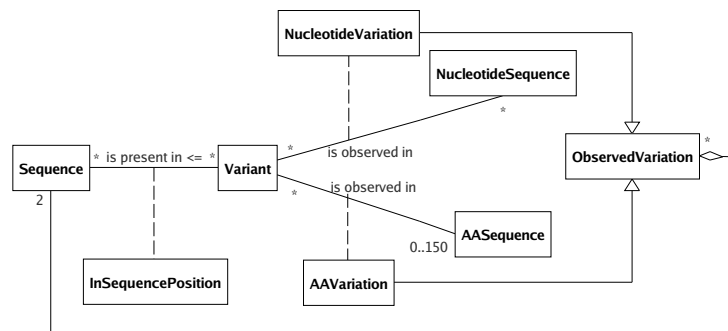 NucleotideVariation
NucleotideSequence
*
* is present in <= *
* is observed in
*
Sequence
Variant
ObservedVariation
2
is observed in
*
AASequence
0..150
InSequencePosition
AAVariation